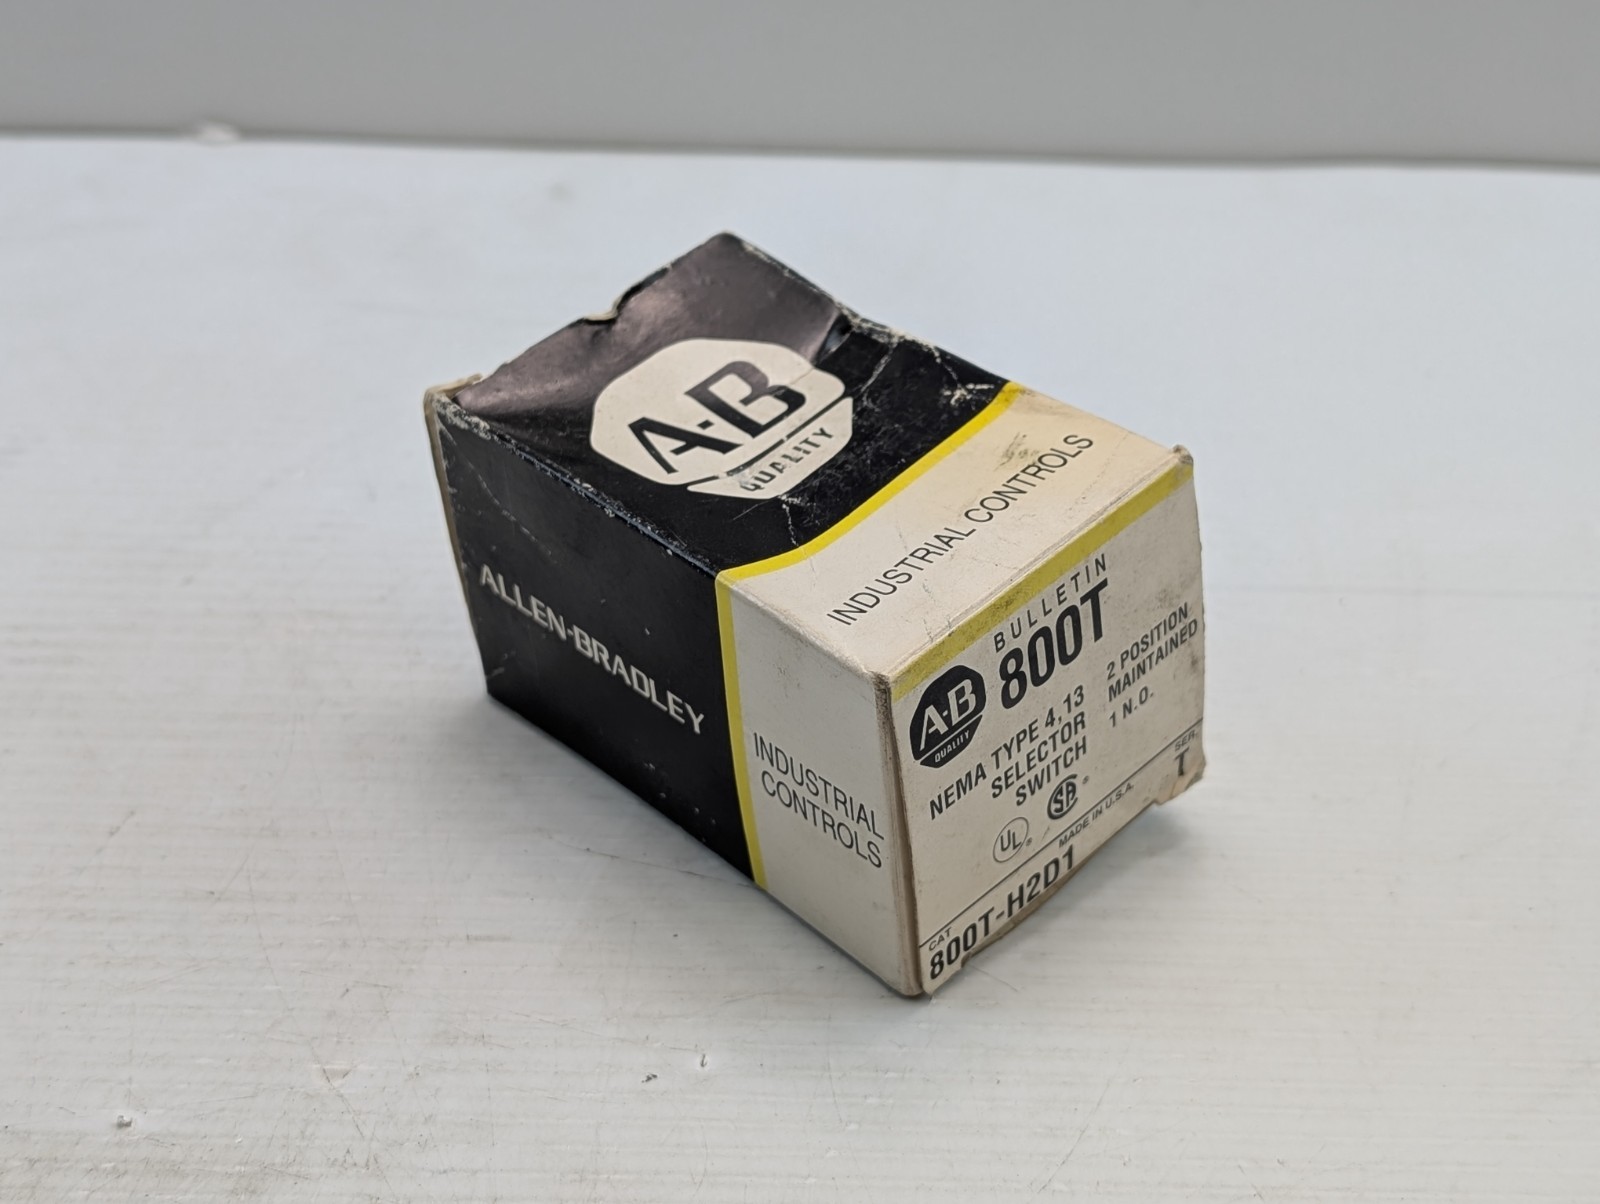 A-B
QUALITY
INDUSTRIAL CONTROLS
ALLEN-BRADLEY
INDUSTRIAL
CONTROLS
BULLETIN
800T
A-B
QUALITY
NEMA TYPE 4,13
SELECTOR
SWITCH
2 POSITION
MAINTAINED
1 N.O.
UL ®
SA ®
MADE IN U.S.A.
SER.
T
CAT
800T-H2D1